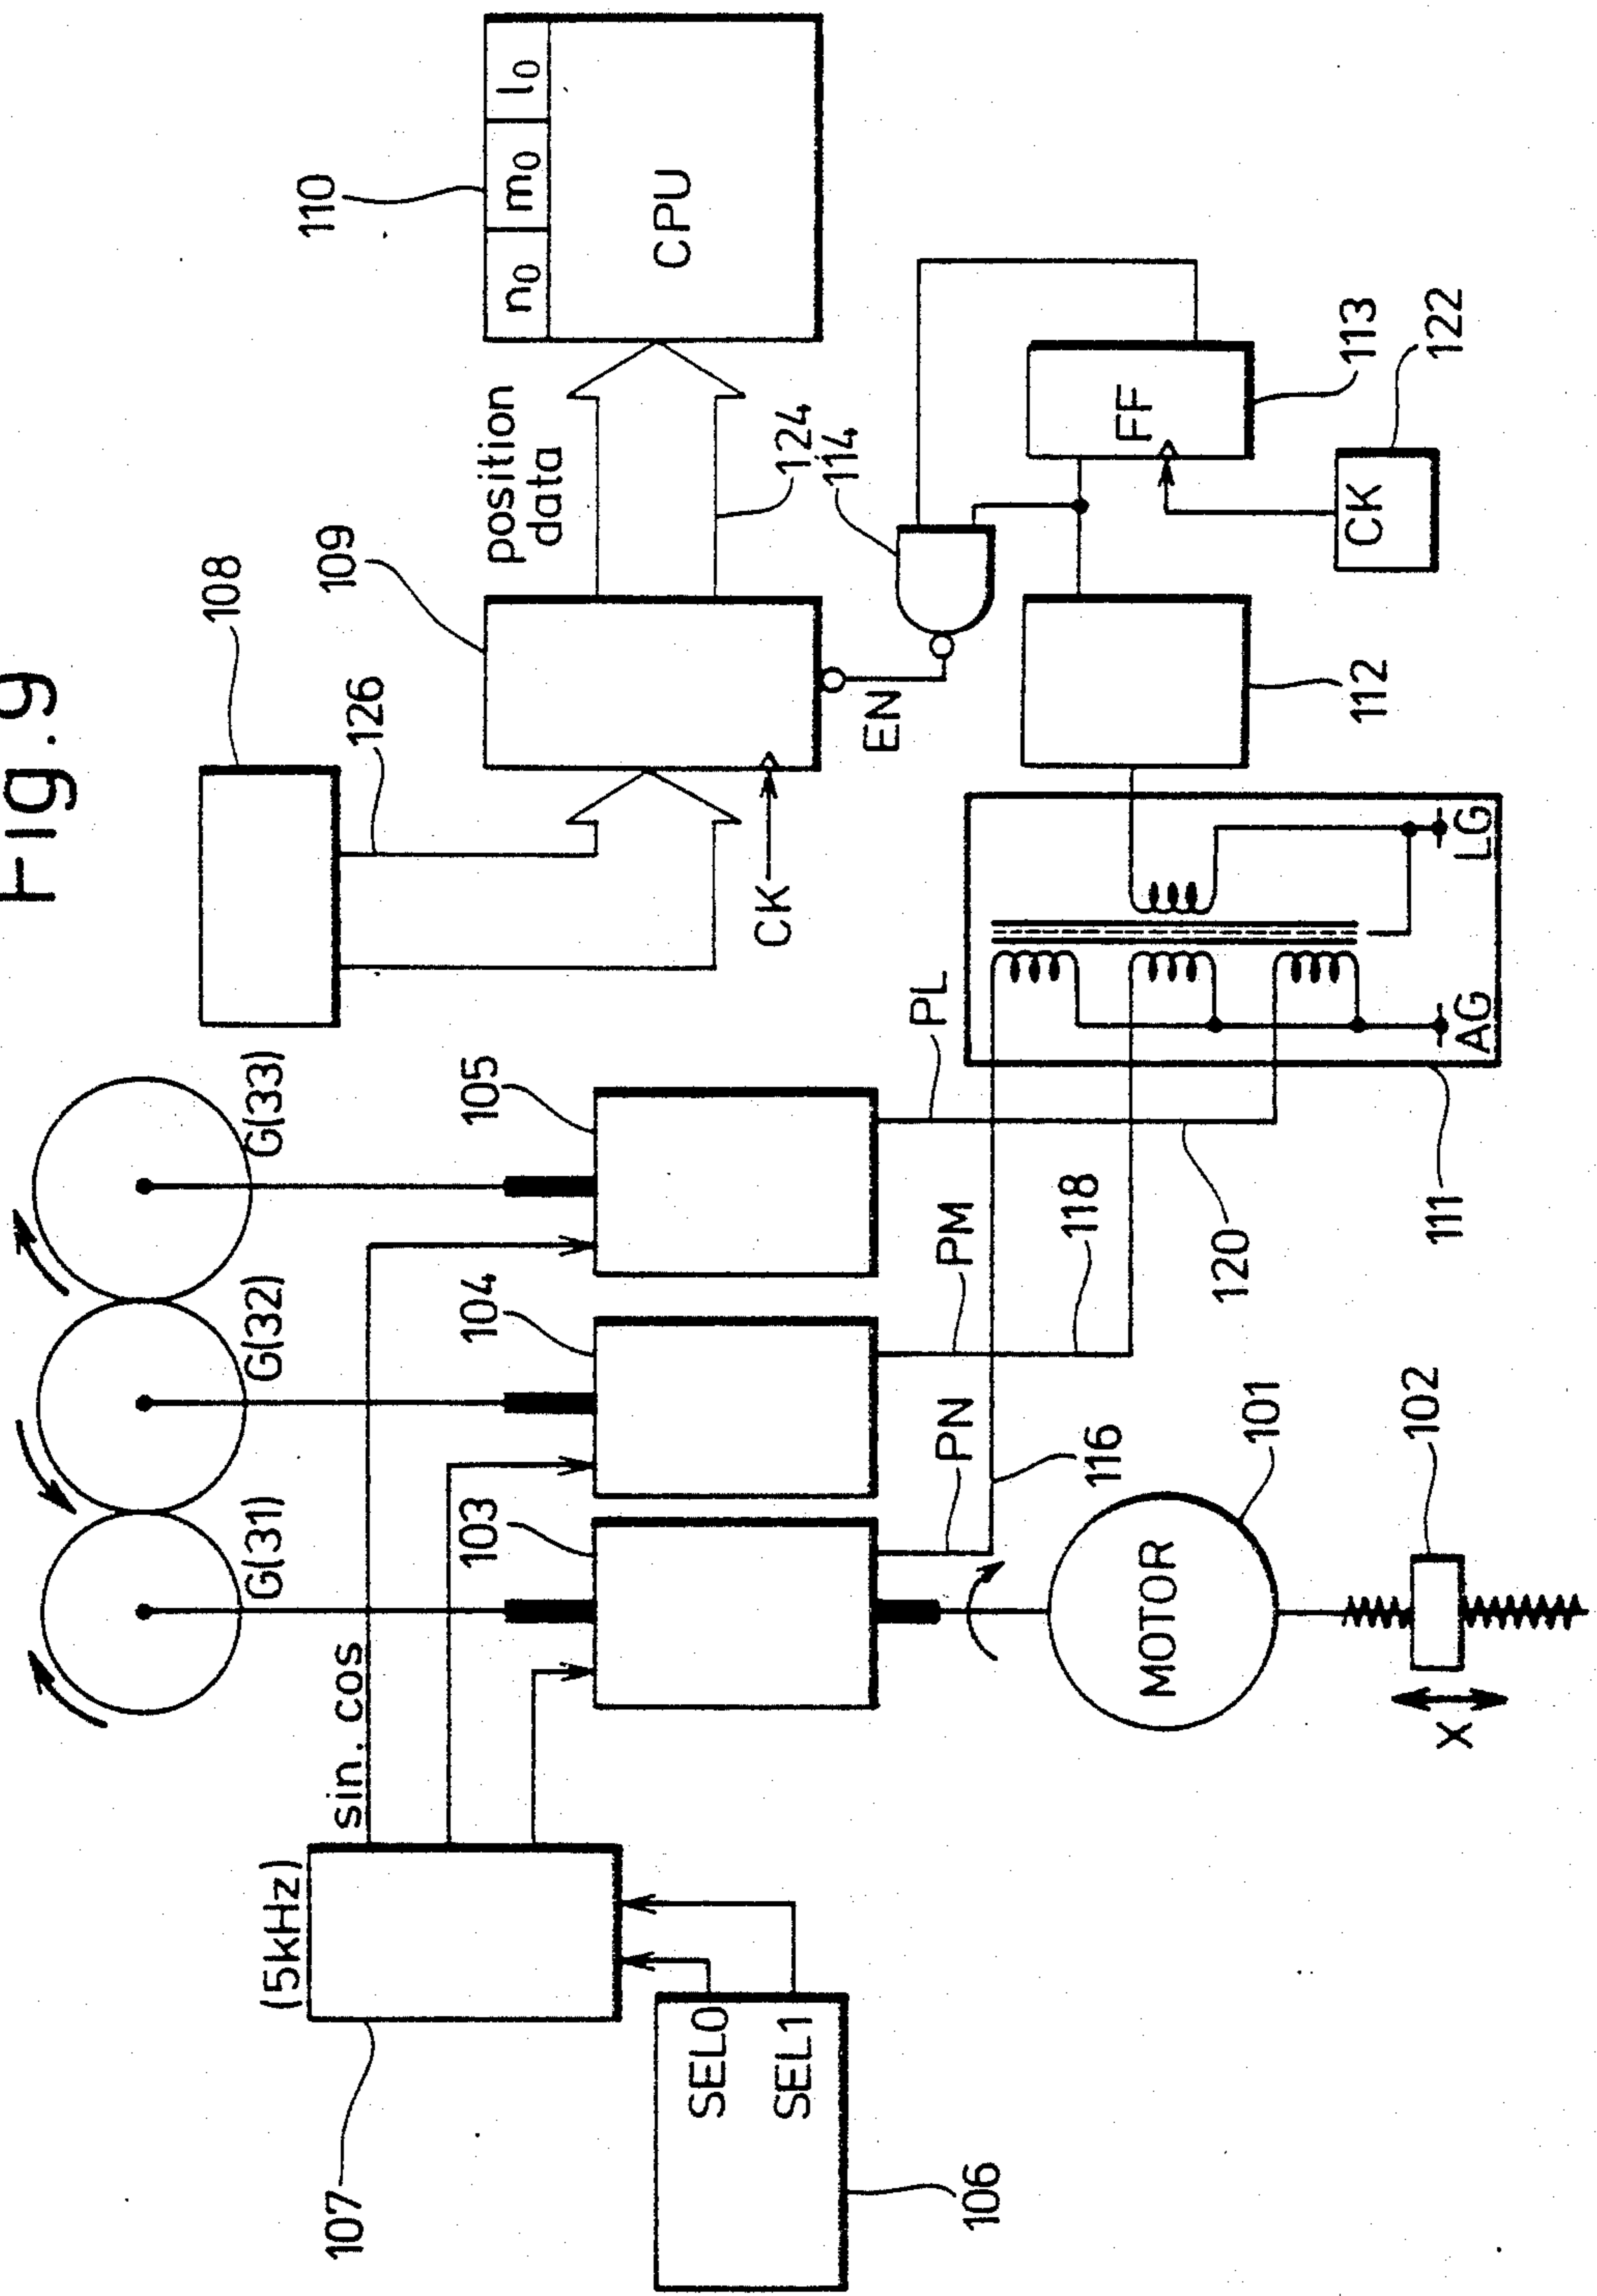 Fig.9
G(31)
G(32)
G(33)
108
126
109
110
n0
m0
l0
CPU
position
data
124
114
EN
CK
FF
113
CK
122
112
(5kHz)
107
sin. cos
103
104
105
SEL0
SEL1
106
PN
PM
PL
116
118
120
AG
LG
111
MOTOR
101
102
X